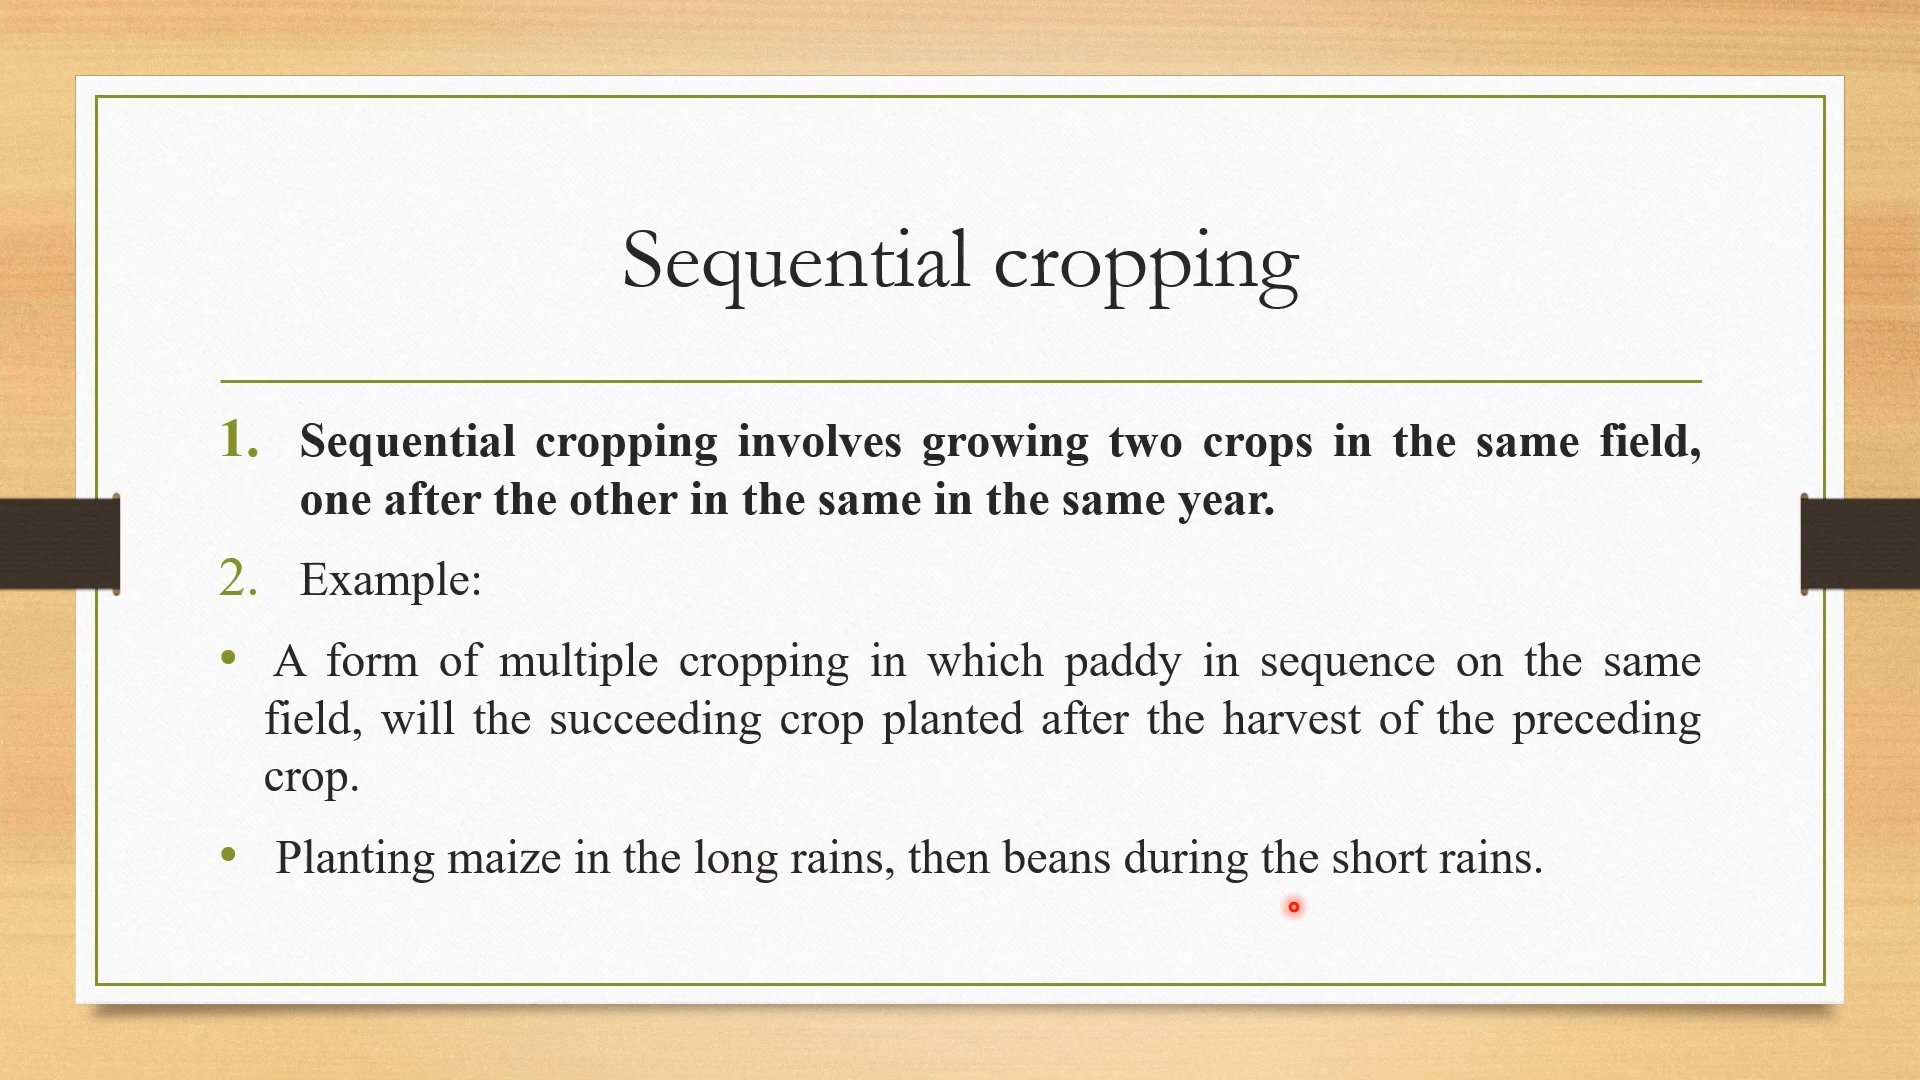 Sequential cropping
1. Sequential cropping involves growing two crops in the same field,
one after the other in the same in the same year.
2. Example:
• A form of multiple cropping in which paddy in sequence on the same
field, will the succeeding crop planted after the harvest of the preceding
crop.
• Planting maize in the long rains, then beans during the short rains.